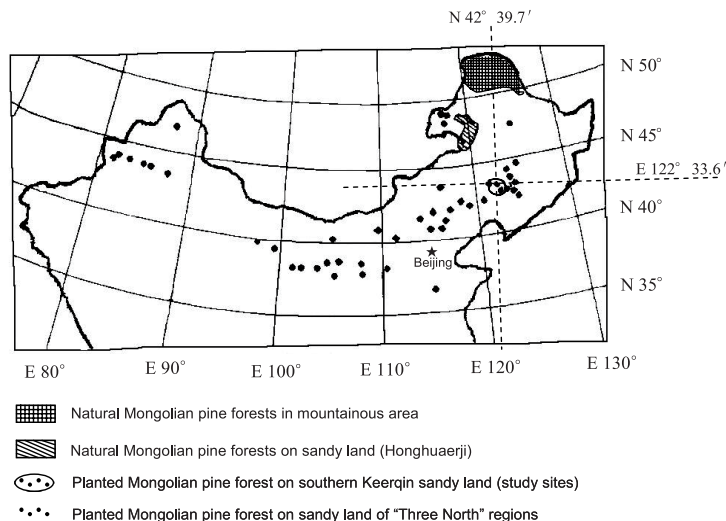 N 42° 39.7′
N 50°
N 45°
E 122° 33.6′
N 40°
Beijing
N 35°
E 80° E 90° E 100° E 110° E 120° E 130°
Natural Mongolian pine forests in mountainous area
Natural Mongolian pine forests on sandy land (Honghuaerji)
Planted Mongolian pine forest on southern Keerqin sandy land (study sites)
Planted Mongolian pine forest on sandy land of “Three North” regions